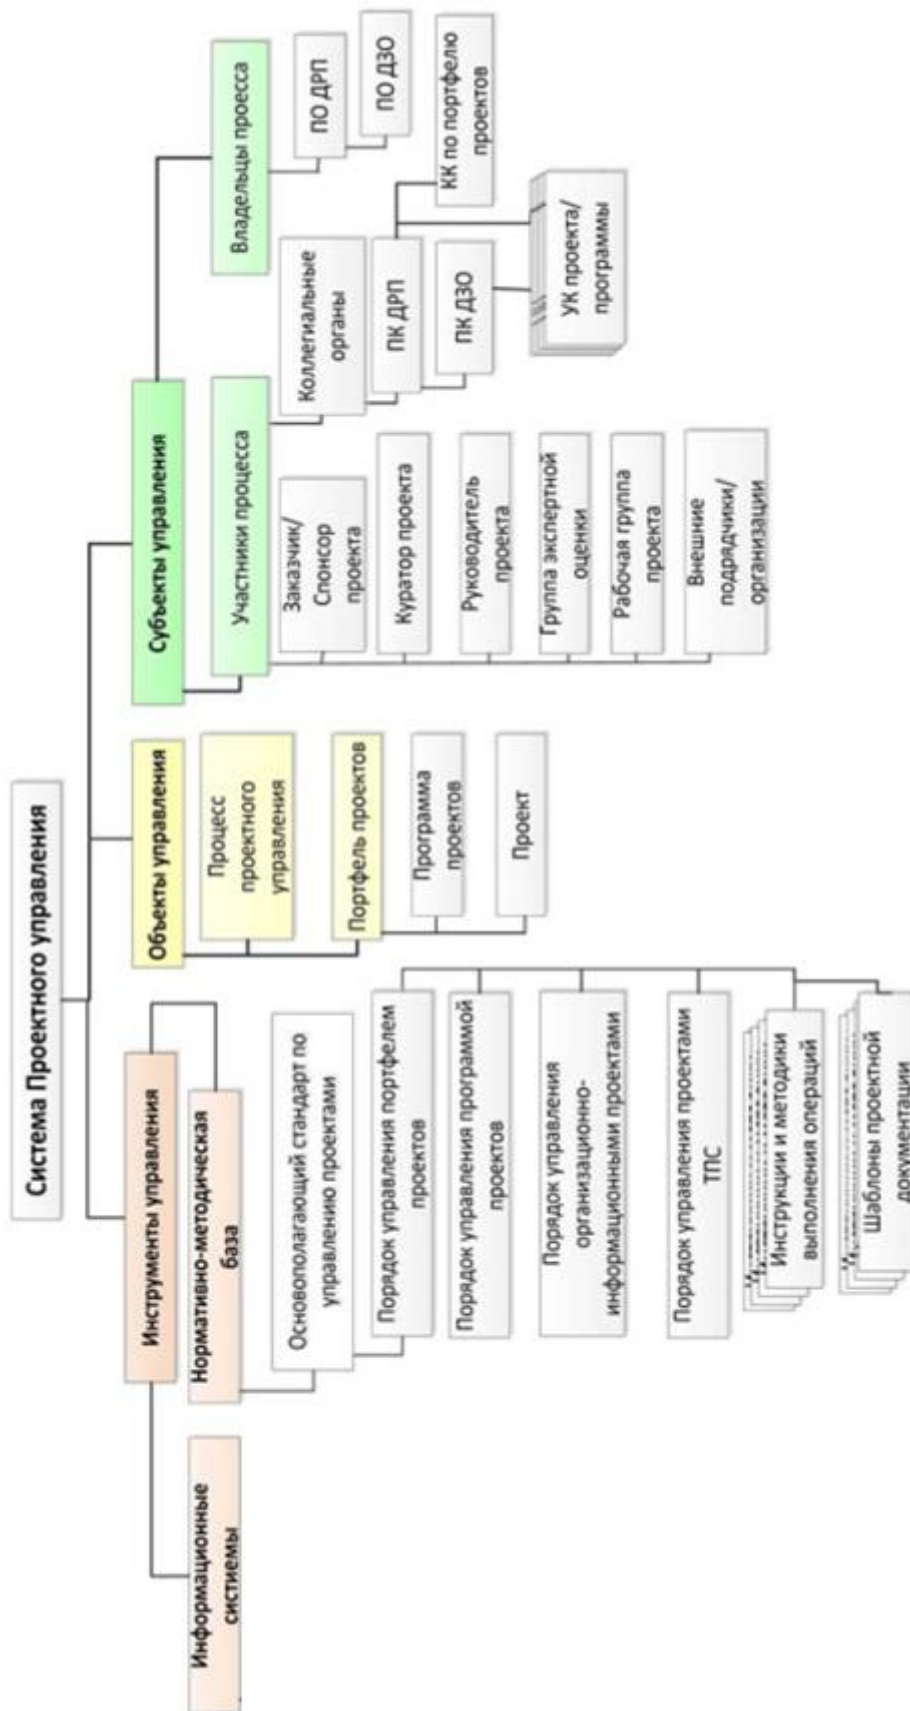 Система Проектного управления
Инструменты управления
Информационные
систиемы
Нормативно-методическая
база
Основополагающий стандарт по
управлению проектами
Порядок управления портфелем
проектов
Порядок управления программой
проектов
Порядок управления
организационно-
информационными проектами
Порядок управления проектами
ТПС
Инструкции и методики
выполнения операций
Шаблоны проектной
документации
Объекты управления
Процесс
проектного
управления
Портфель проектов
Программа
проектов
Проект
Субъекты управления
Участники процесса
Заказчик/
Спонсор
проекта
Куратор проекта
Руководитель
проекта
Группа экспертной
оценки
Рабочая группа
проекта
Внешние
подрядчики/
организации
Коллегиальные
органы
ПК ДРП
ПК ДЗО
КК по портфелю
проектов
УК проекта/
программы
Владельцы проесса
ПО ДРП
ПО ДЗО